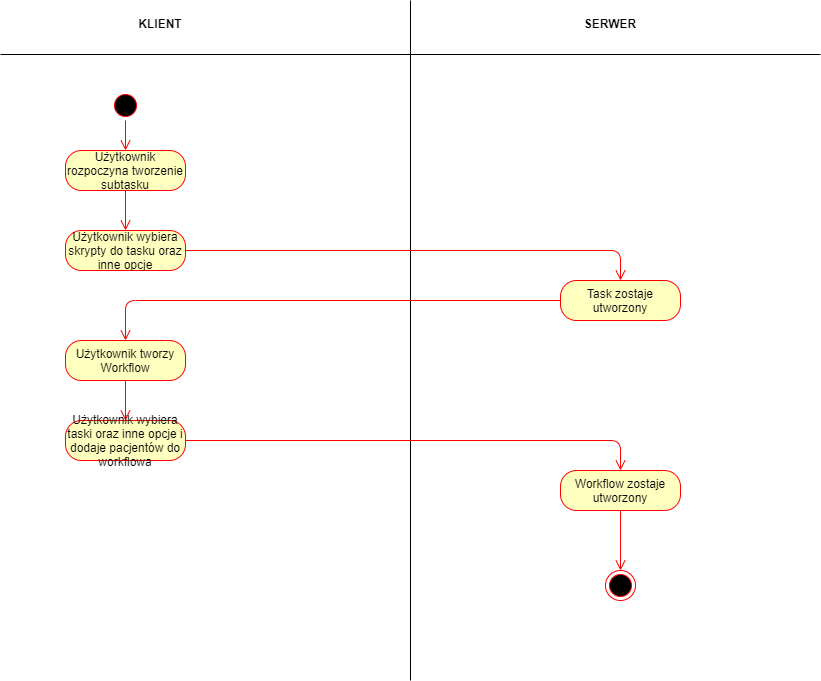 KLIENT
SERWER
Użytkownik
rozpoczyna tworzenie
subtasku
Użytkownik wybiera
skrypty do tasku oraz
inne opcje
Task zostaje
utworzony
Użytkownik tworzy
Workflow
Użytkownik wybiera
taski oraz inne opcje i
dodaje pacjentów do
workflowa
Workflow zostaje
utworzony